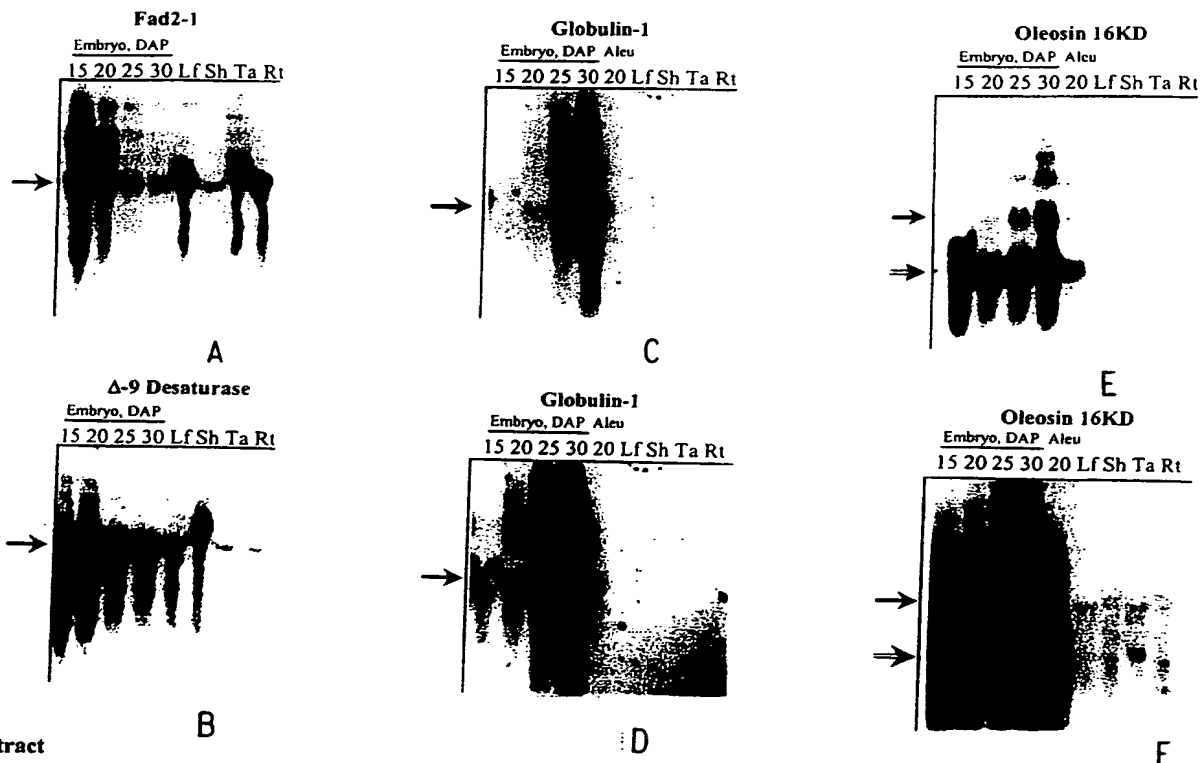 Fad2-1
Embryo, DAP
15 20 25 30 Lf Sh Ta Rt
A
Globulin-1
Embryo, DAP Aleu
15 20 25 30 20 Lf Sh Ta Rt
C
Oleosin 16KD
Embryo, DAP Aleu
15 20 25 30 20 Lf Sh Ta Rt
E
Δ-9 Desaturase
Embryo, DAP
15 20 25 30 Lf Sh Ta Rt
B
Globulin-1
Embryo, DAP Aleu
15 20 25 30 20 Lf Sh Ta Rt
D
Oleosin 16KD
Embryo, DAP Aleu
15 20 25 30 20 Lf Sh Ta Rt
F
tract